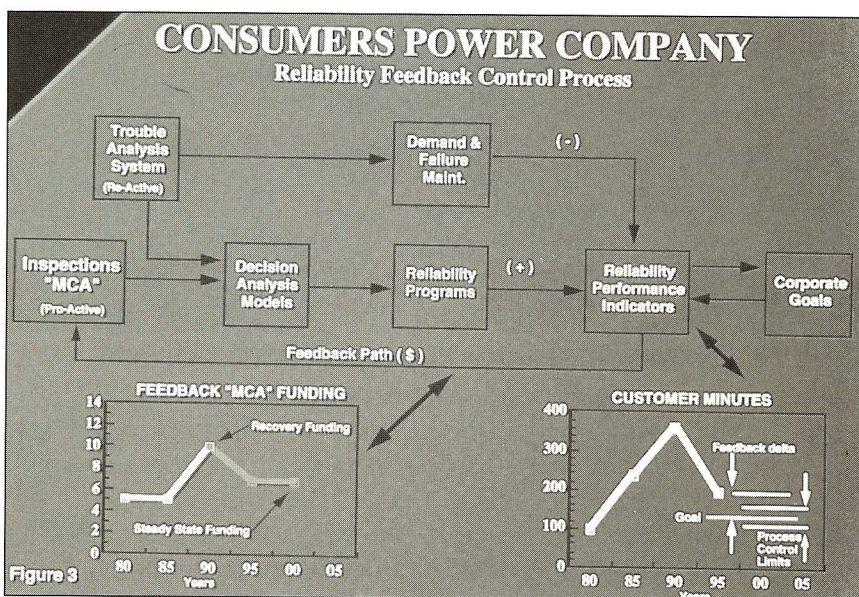 CONSUMERS POWER COMPANY
Reliability Feedback Control Process
Trouble
Analysis
System
(Re-Active)
Demand &
Failure
Maint.
(-)
Inspections
"MCA"
(Pro-Active)
Decision
Analysis
Models
Reliability
Programs
(+)
Reliability
Performance
Indicators
Corporate
Goals
Feedback Path ($)
FEEDBACK "MCA" FUNDING
14
12
10
8
6
4
2
0
Recovery Funding
Steady State Funding
80 85 90 95 00 05
Years
CUSTOMER MINUTES
400
300
200
100
0
Feedback delta
Goal
Process
Control
Limits
80 85 90 95 00 05
Years
Figure 3